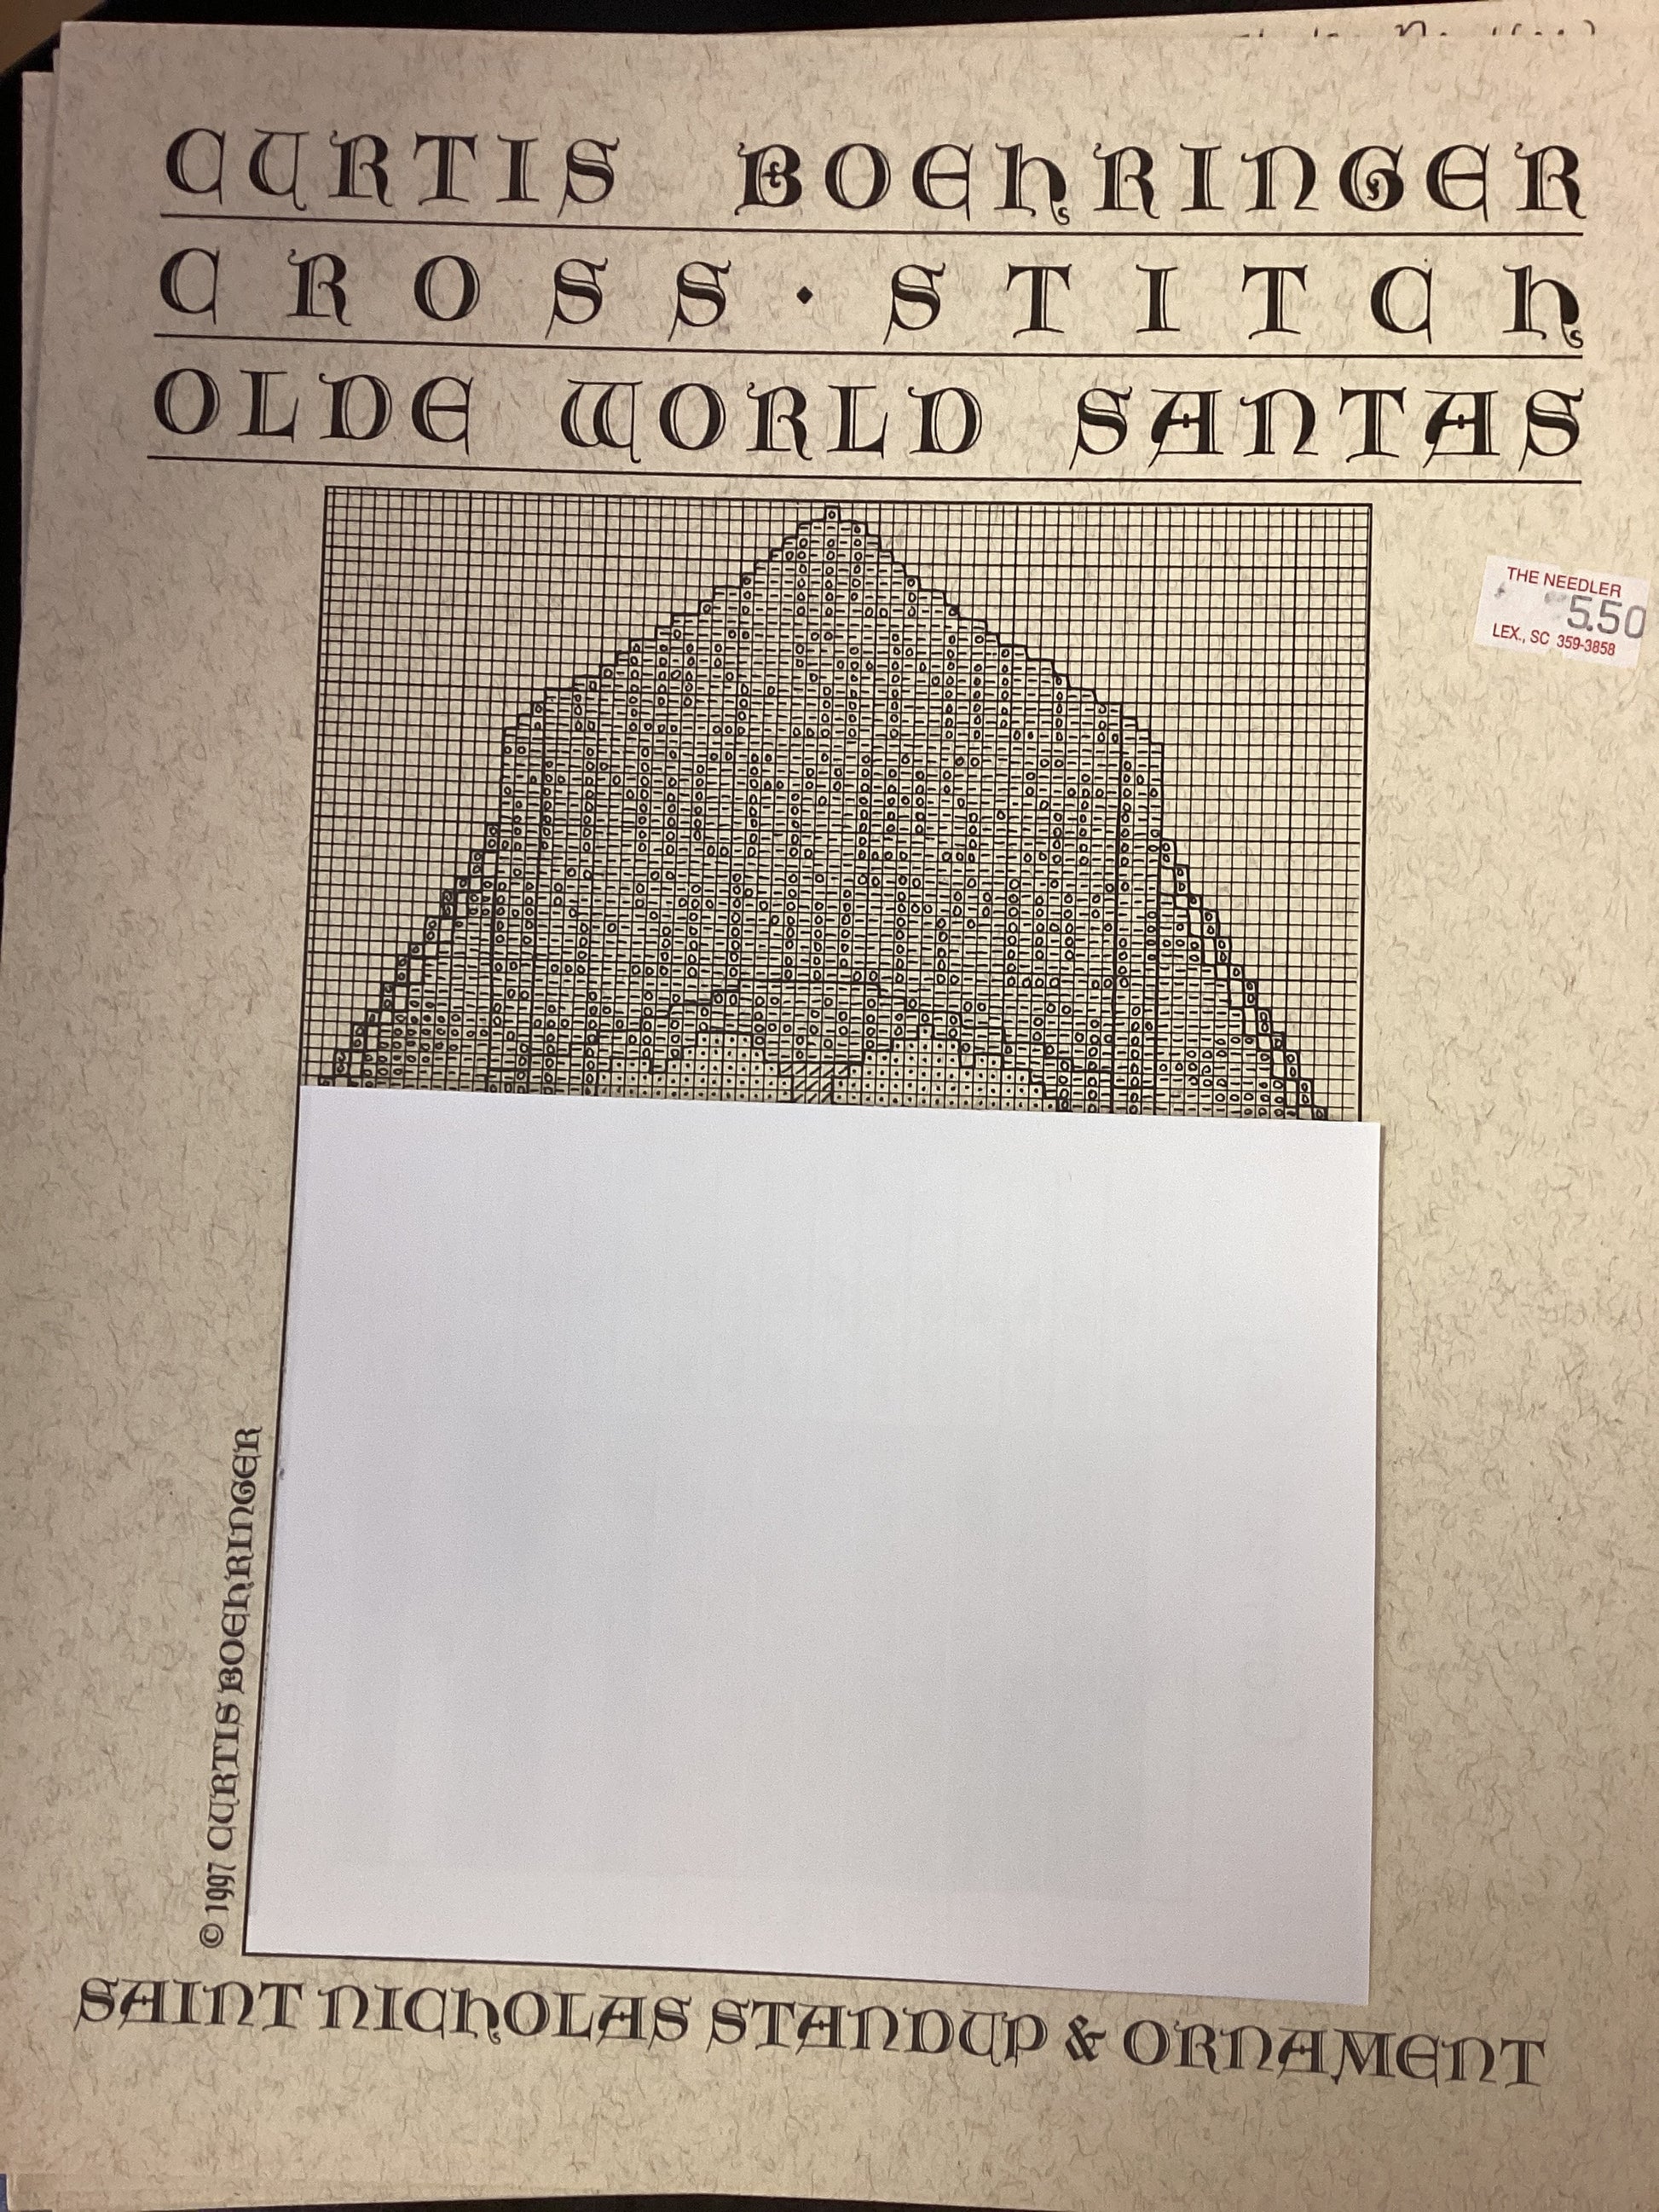 CURTIS BOEHRINGER
CROSS·STITCH
OLDE WORLD SANTAS
THE NEEDLER
5.50
LEX., SC 359-3858
© 1997 CURTIS BOEHRINGER
SAINT NICHOLAS STANDUP & ORNAMENT